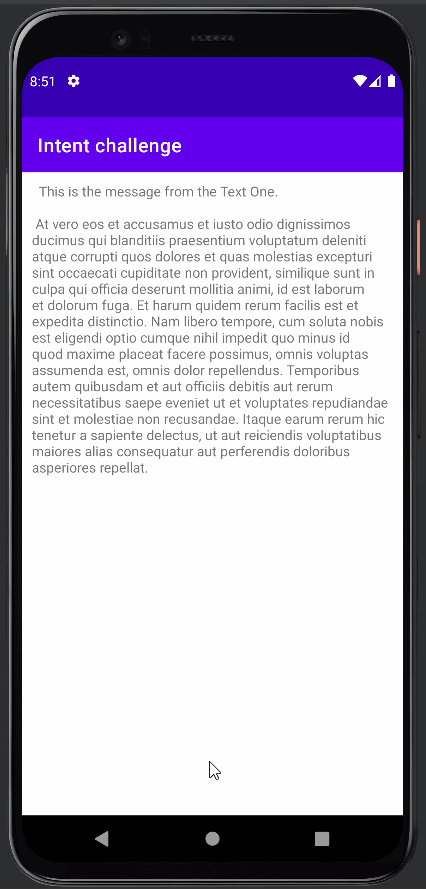 8:51
Intent challenge
This is the message from the Text One.
At vero eos et accusamus et iusto odio dignissimos
ducimus qui blanditiis praesentium voluptatum deleniti
atque corrupti quos dolores et quas molestias excepturi
sint occaecati cupiditate non provident, similique sunt in
culpa qui officia deserunt mollitia animi, id est laborum
et dolorum fuga. Et harum quidem rerum facilis est et
expedita distinctio. Nam libero tempore, cum soluta nobis
est eligendi optio cumque nihil impedit quo minus id
quod maxime placeat facere possimus, omnis voluptas
assumenda est, omnis dolor repellendus. Temporibus
autem quibusdam et aut officiis debitis aut rerum
necessitatibus saepe eveniet ut et voluptates repudiandae
sint et molestiae non recusandae. Itaque earum rerum hic
tenetur a sapiente delectus, ut aut reiciendis voluptatibus
maiores alias consequatur aut perferendis doloribus
asperiores repellat.